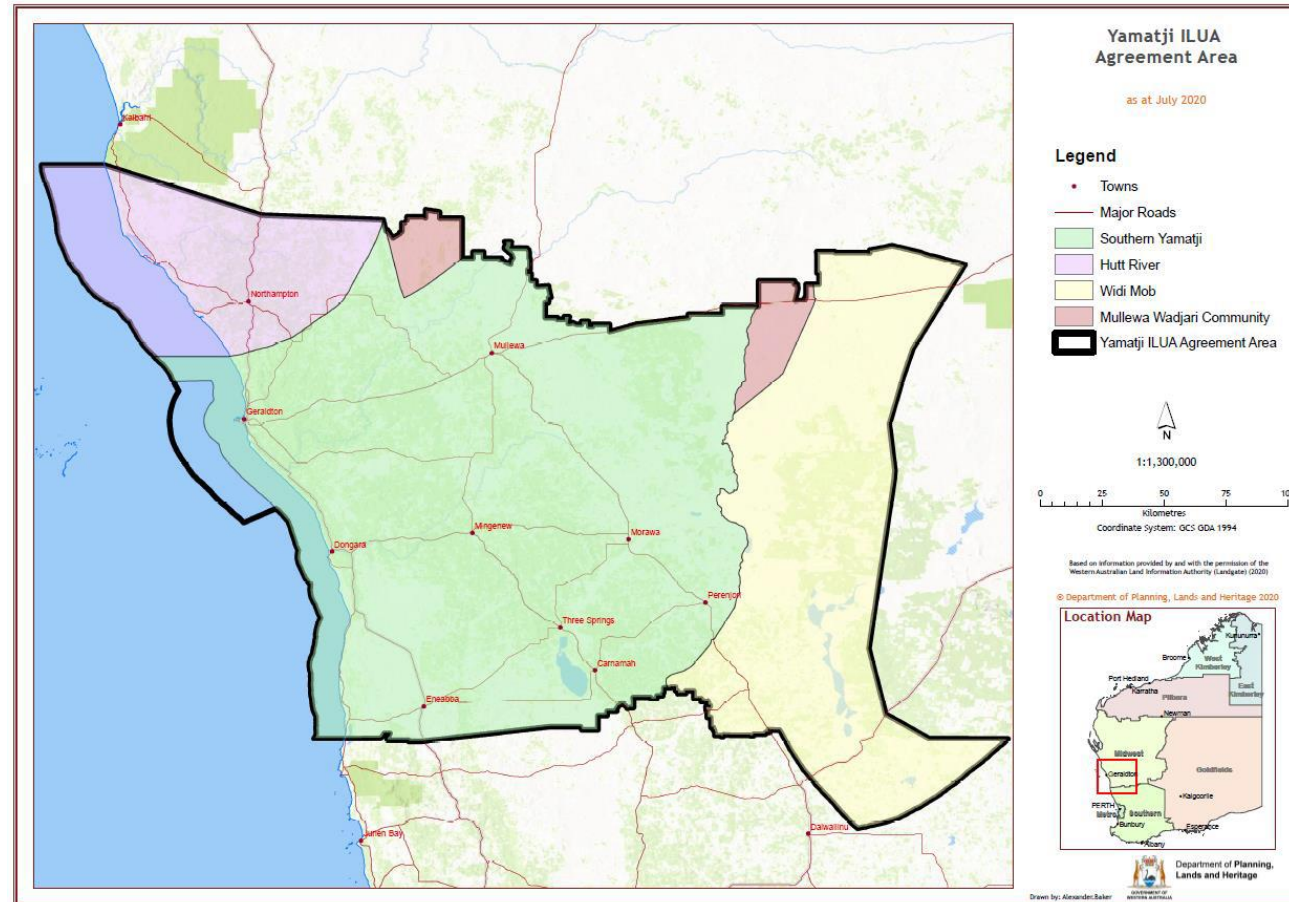 Yamatji ILUA
Agreement Area
as at July 2020
Legend
Towns
Major Roads
Southern Yamatji
Hutt River
Widi Mob
Mullewa Wadjari Community
Yamatji ILUA Agreement Area
N
1:1,300,000
0 25 50 75 10
Kilometres
Coordinate System: GCS GDA 1994
Based on information provided by and with the permission of the
Western Australian Land Information Authority (Landgate) (2020)
© Department of Planning, Lands and Heritage 2020
Location Map
Kununurra
Broome
West
Kimberley
East
Kimberley
Port Hedland
Karratha
Pilbara
Newman
Midwest
Geraldton
Goldfields
Kalgoorlie
PERTH
Metro
Southern
Bunbury
Esperance
Albany
Department of Planning,
Lands and Heritage
GOVERNMENT OF
WESTERN AUSTRALIA
Drawn by: Alexander.Baker
Kalbarri
Northampton
Mullewa
Geraldton
Mingenew
Morawa
Dongara
Perenjori
Three Springs
Carnamah
Eneabba
Jurien Bay
Dalwallinu